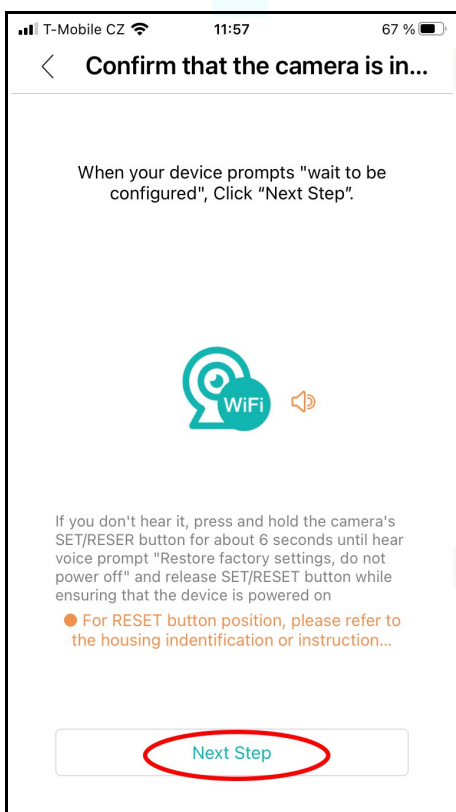 T-Mobile CZ 11:57 67 %
Confirm that the camera is in...
When your device prompts "wait to be
configured", Click “Next Step”.
WiFi
If you don't hear it, press and hold the camera's
SET/RESER button for about 6 seconds until hear
voice prompt "Restore factory settings, do not
power off" and release SET/RESET button while
ensuring that the device is powered on
For RESET button position, please refer to
the housing indentification or instruction...
Next Step